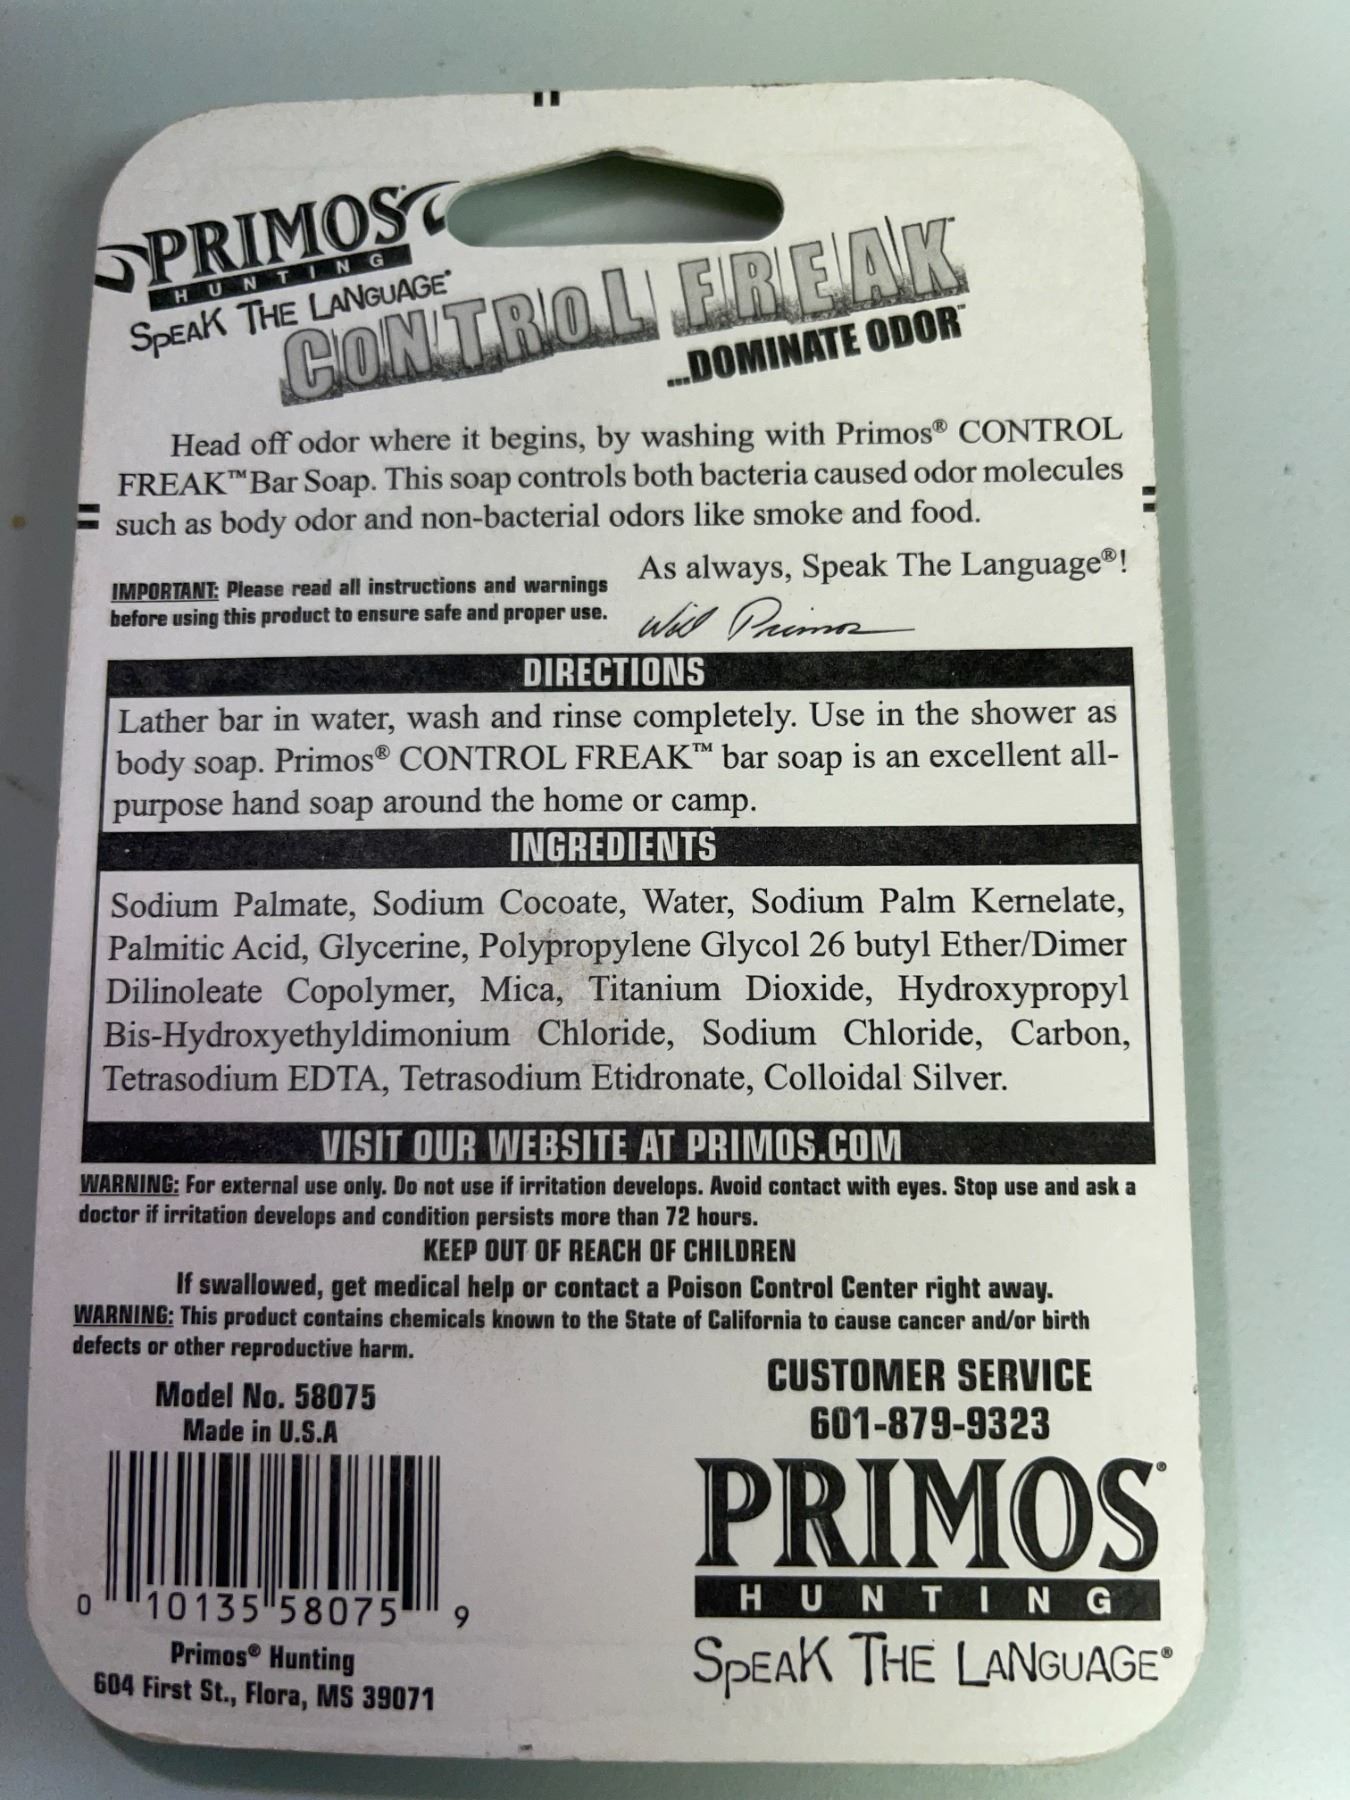 PRIMOS®
HUNTING
SPEAK THE LANGUAGE®
CONTROL FREAK™
...DOMINATE ODOR™
Head off odor where it begins, by washing with Primos® CONTROL
FREAK™Bar Soap. This soap controls both bacteria caused odor molecules
such as body odor and non-bacterial odors like smoke and food.
As always, Speak The Language®!
IMPORTANT: Please read all instructions and warnings
before using this product to ensure safe and proper use.
Will Primos
DIRECTIONS
Lather bar in water, wash and rinse completely. Use in the shower as
body soap. Primos® CONTROL FREAK™ bar soap is an excellent all-
purpose hand soap around the home or camp.
INGREDIENTS
Sodium Palmate, Sodium Cocoate, Water, Sodium Palm Kernelate,
Palmitic Acid, Glycerine, Polypropylene Glycol 26 butyl Ether/Dimer
Dilinoleate Copolymer, Mica, Titanium Dioxide, Hydroxypropyl
Bis-Hydroxyethyldimonium Chloride, Sodium Chloride, Carbon,
Tetrasodium EDTA, Tetrasodium Etidronate, Colloidal Silver.
VISIT OUR WEBSITE AT PRIMOS.COM
WARNING: For external use only. Do not use if irritation develops. Avoid contact with eyes. Stop use and ask a
doctor if irritation develops and condition persists more than 72 hours.
KEEP OUT OF REACH OF CHILDREN
If swallowed, get medical help or contact a Poison Control Center right away.
WARNING: This product contains chemicals known to the State of California to cause cancer and/or birth
defects or other reproductive harm.
Model No. 58075
Made in U.S.A
0 10135 58075 9
Primos® Hunting
604 First St., Flora, MS 39071
CUSTOMER SERVICE
601-879-9323
PRIMOS®
HUNTING
SPEAK THE LANGUAGE®